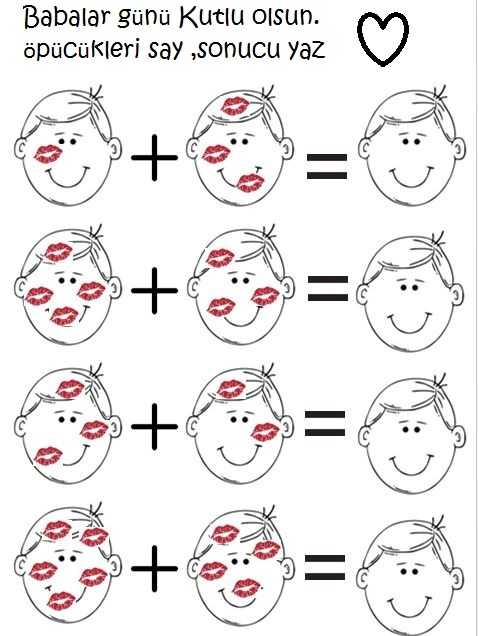 Babalar günü Kutlu olsun.
öpücükleri say ,sonucu yaz